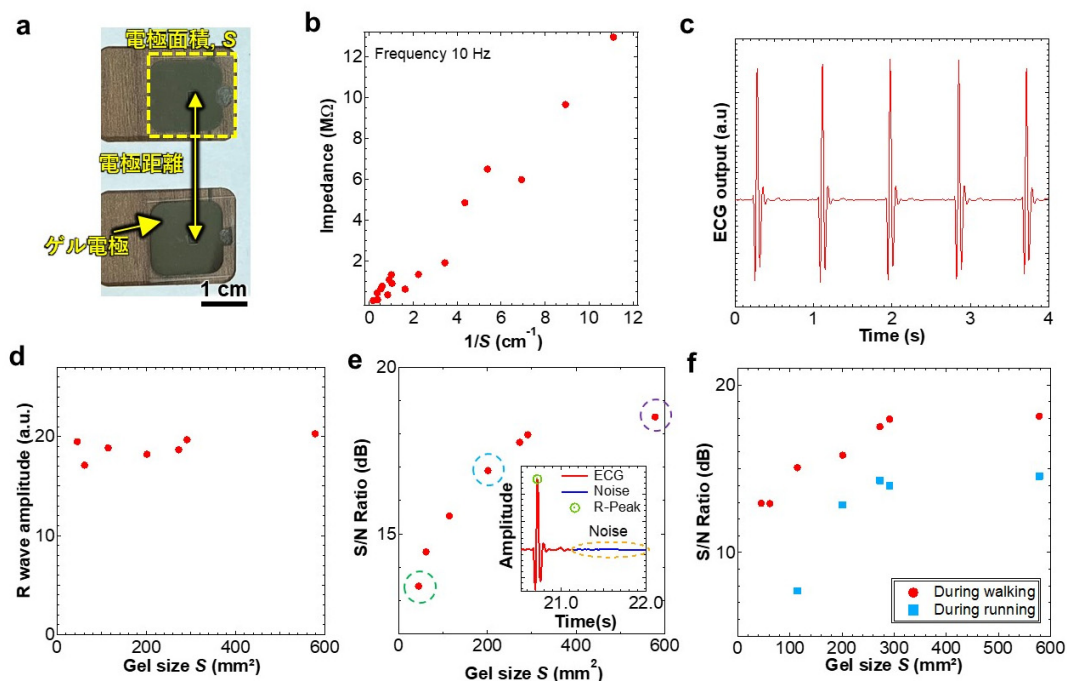 a
電極面積, S
電極距離
ゲル電極
1 cm
b
Frequency 10 Hz
Impedance (MΩ)
12
10
8
6
4
2
0
2
4
6
8
10
12
1/S (cm⁻¹)
c
ECG output (a.u)
0
1
2
3
4
Time (s)
d
R wave amplitude (a.u.)
30
20
10
0
0
200
400
600
Gel size S (mm²)
e
S/N Ratio (dB)
20
15
0
200
400
600
Gel size S (mm²)
Amplitude
ECG
Noise
R-Peak
Noise
21.0
22.0
Time(s)
f
S/N Ratio (dB)
20
15
10
0
100
200
300
400
500
600
Gel size S (mm²)
During walking
During running